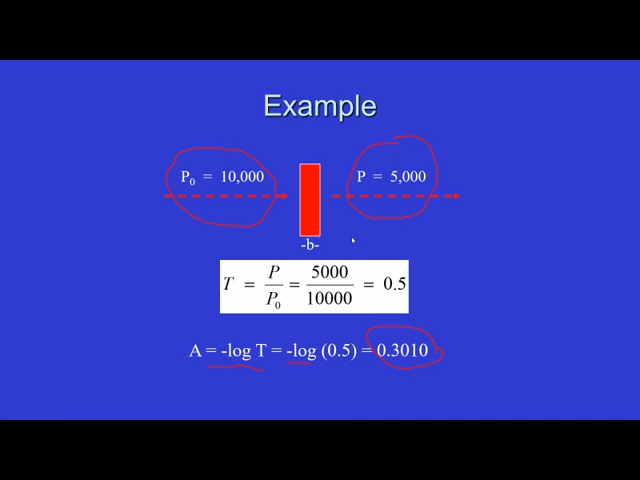 Example
P₀ = 10,000
P = 5,000
-b-
T = P/P₀ = 5000/10000 = 0.5
A = -log T = -log (0.5) = 0.3010